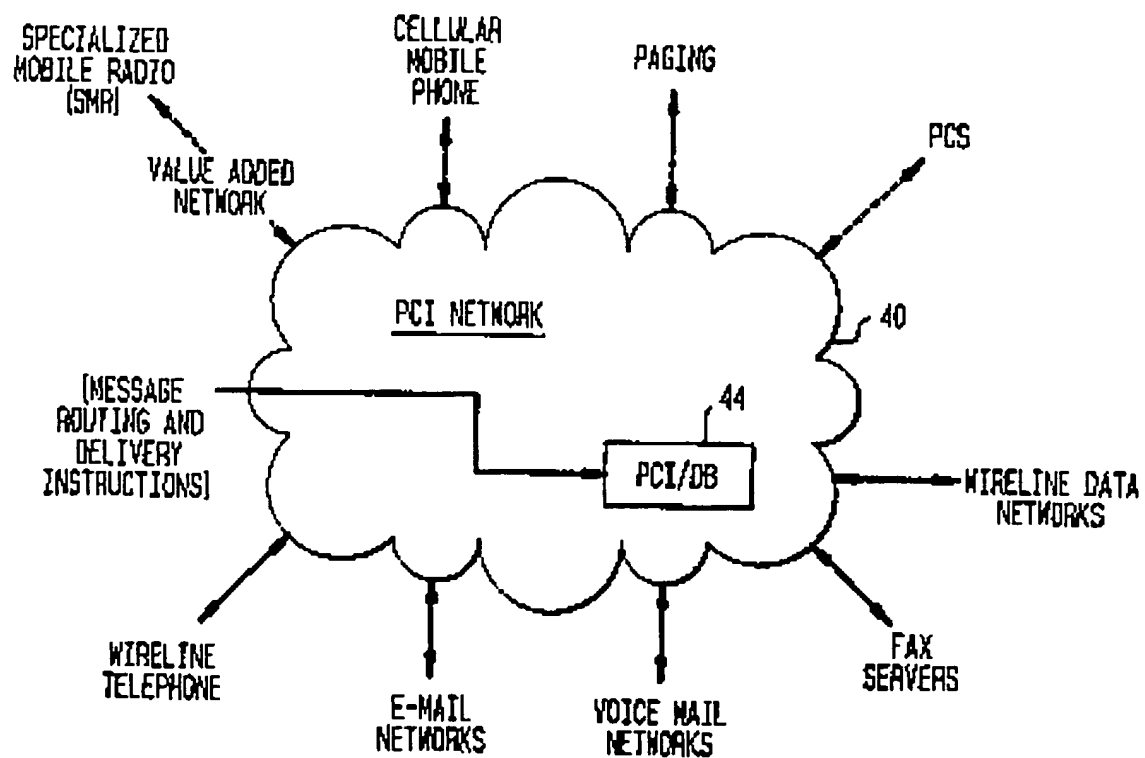 SPECIALIZED
MOBILE RADIO
(SMR)
VALUE ADDED
NETWORK
CELLULAR
MOBILE
PHONE
PAGING
PCS
PCI NETWORK
40
[MESSAGE
ROUTING AND
DELIVERY
INSTRUCTIONS]
44
PCI/DB
WIRELINE DATA
NETWORKS
WIRELINE
TELEPHONE
E-MAIL
NETWORKS
VOICE MAIL
NETWORKS
FAX
SERVERS